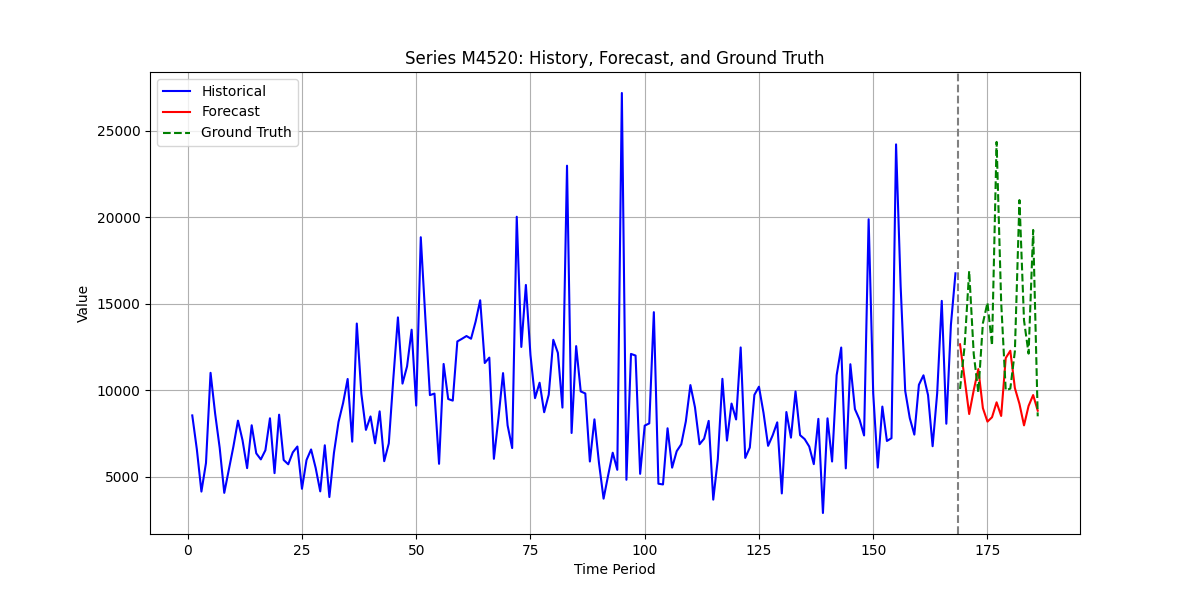 Series M4520: History, Forecast, and Ground Truth
Historical
Forecast
Ground Truth
25000
20000
15000
10000
5000
Value
0 25 50 75 100 125 150 175
Time Period